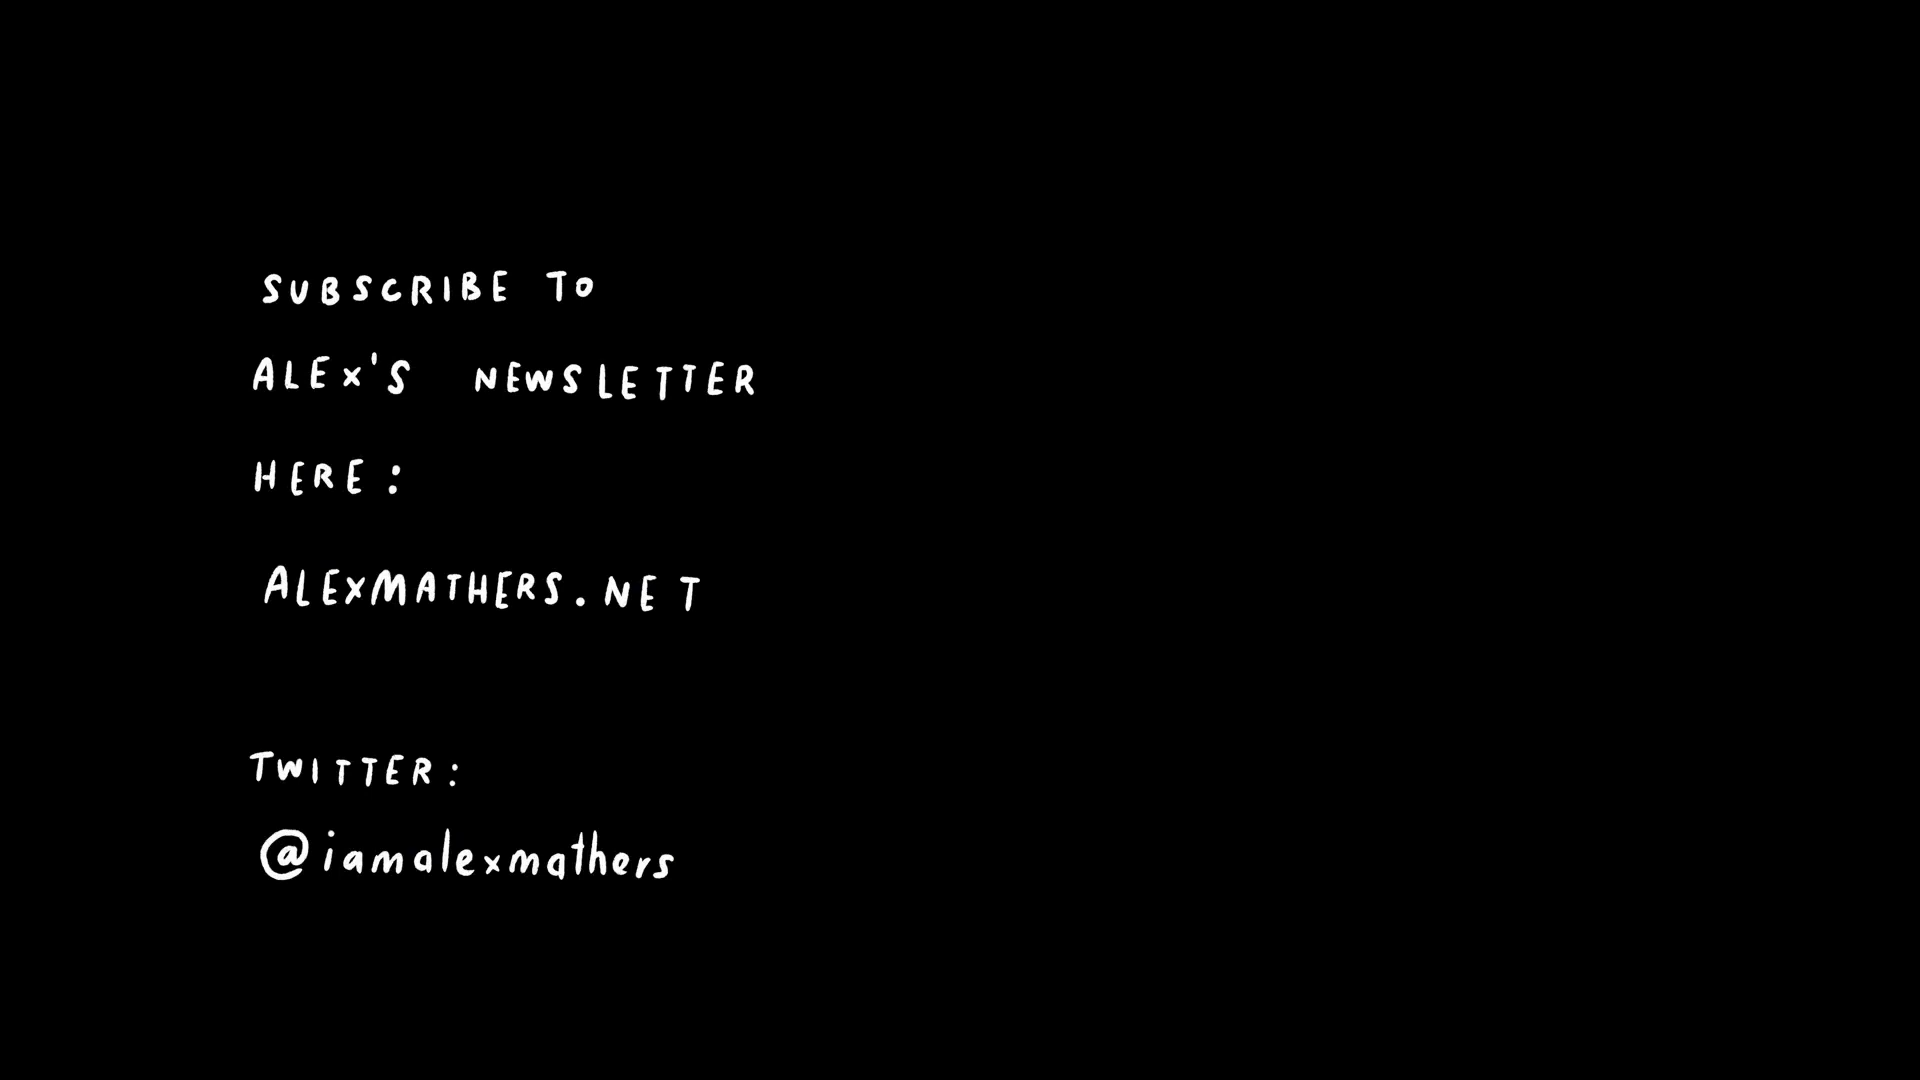 SUBSCRIBE TO
ALEX'S NEWSLETTER
HERE:
ALEXMATHERS.NET
TWITTER:
@iamalexmathers